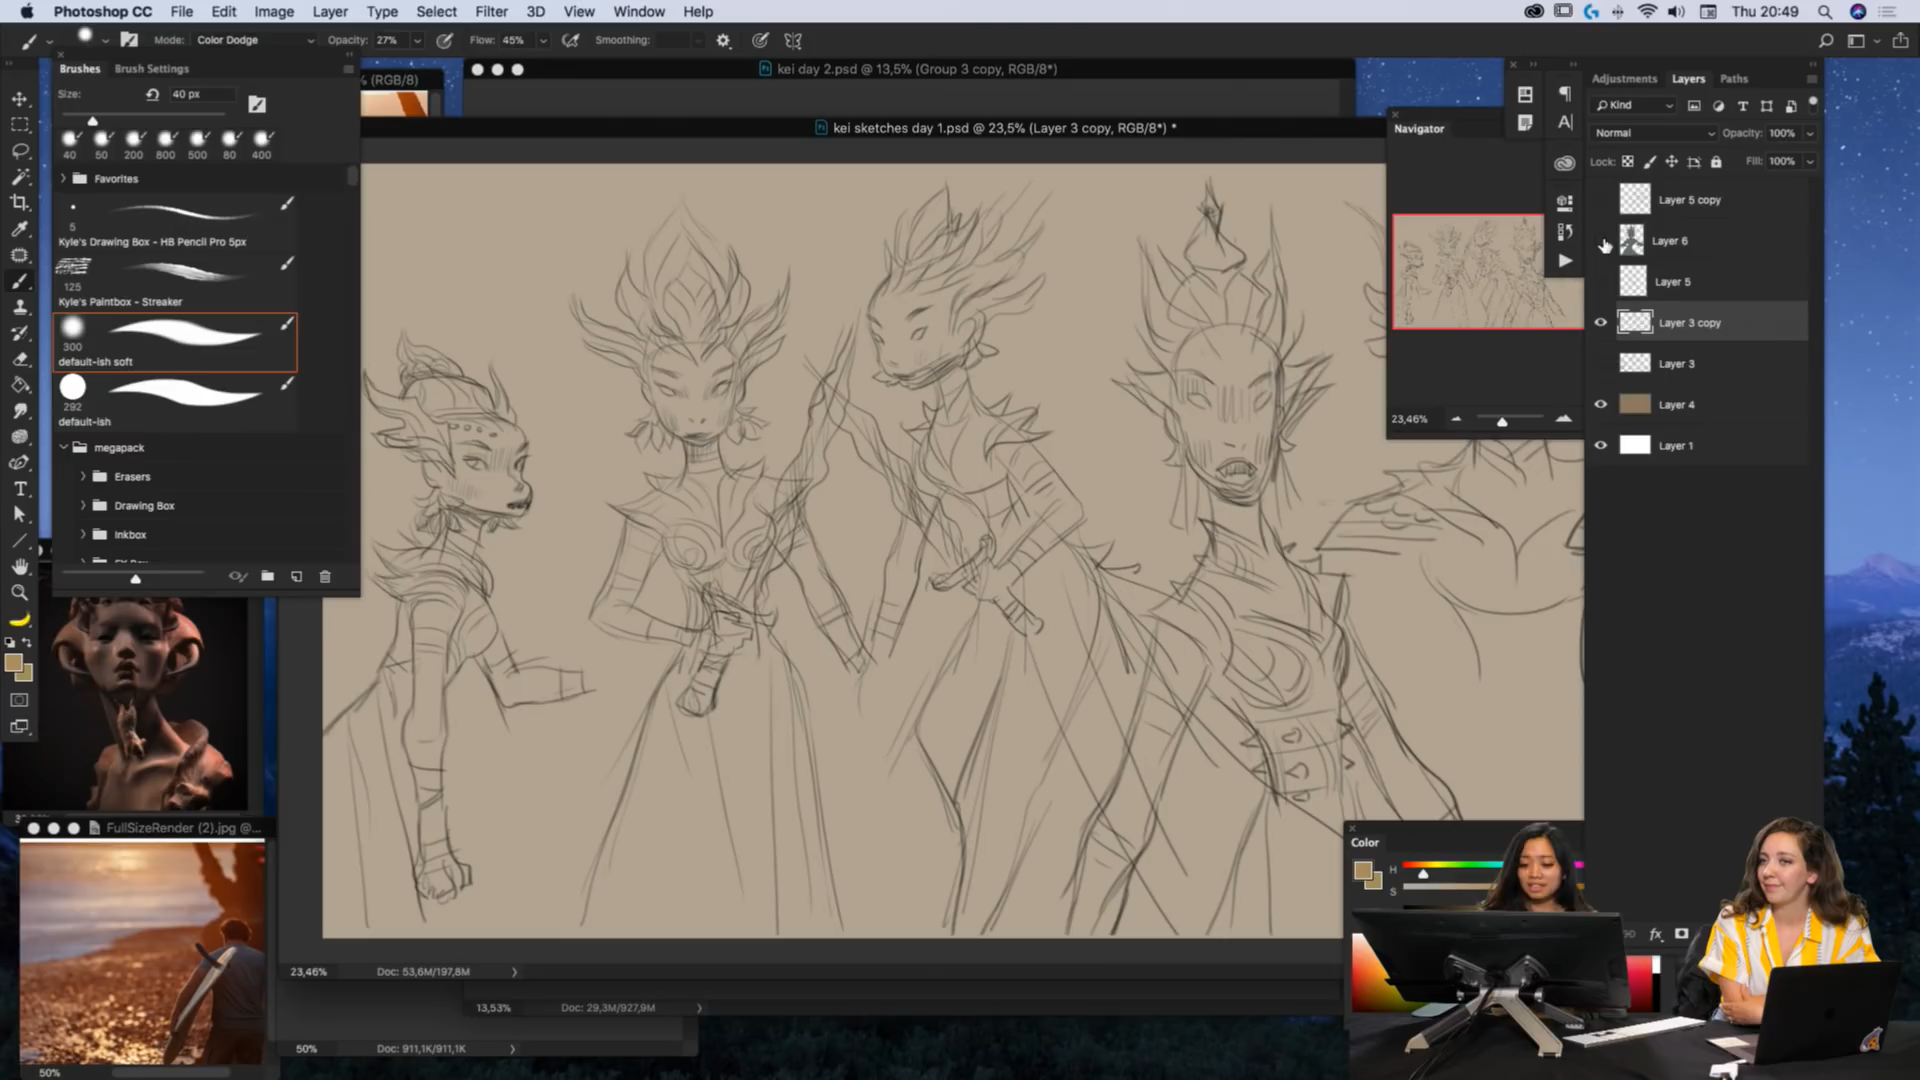 Photoshop CC File Edit Image Layer Type Select Filter 3D View Window Help Thu 20:49
Mode: Color Dodge Opacity: 27% Flow: 45% Smoothing:
Brushes Brush Settings
Size: 40 px
40 50 200 800 500 80 400
Favorites
5
Kyle's Drawing Box - HB Pencil Pro 5px
125
Kyle's Paintbox - Streaker
300
default-ish soft
292
default-ish
megapack
Erasers
Drawing Box
Inkbox
% (RGB/8)
kei day 2.psd @ 13,5% (Group 3 copy, RGB/8*)
kei sketches day 1.psd @ 23,5% (Layer 3 copy, RGB/8*) *
Navigator
23,46%
Adjustments Layers Paths
Kind
Normal Opacity: 100%
Lock: Fill: 100%
Layer 5 copy
Layer 6
Layer 5
Layer 3 copy
Layer 3
Layer 4
Layer 1
Color
H
S
fx
FullSizeRender (2).jpg @...
50%
23,46% Doc: 53,6M/197,8M
13,53% Doc: 29,3M/927,9M
50% Doc: 911,1K/911,1K